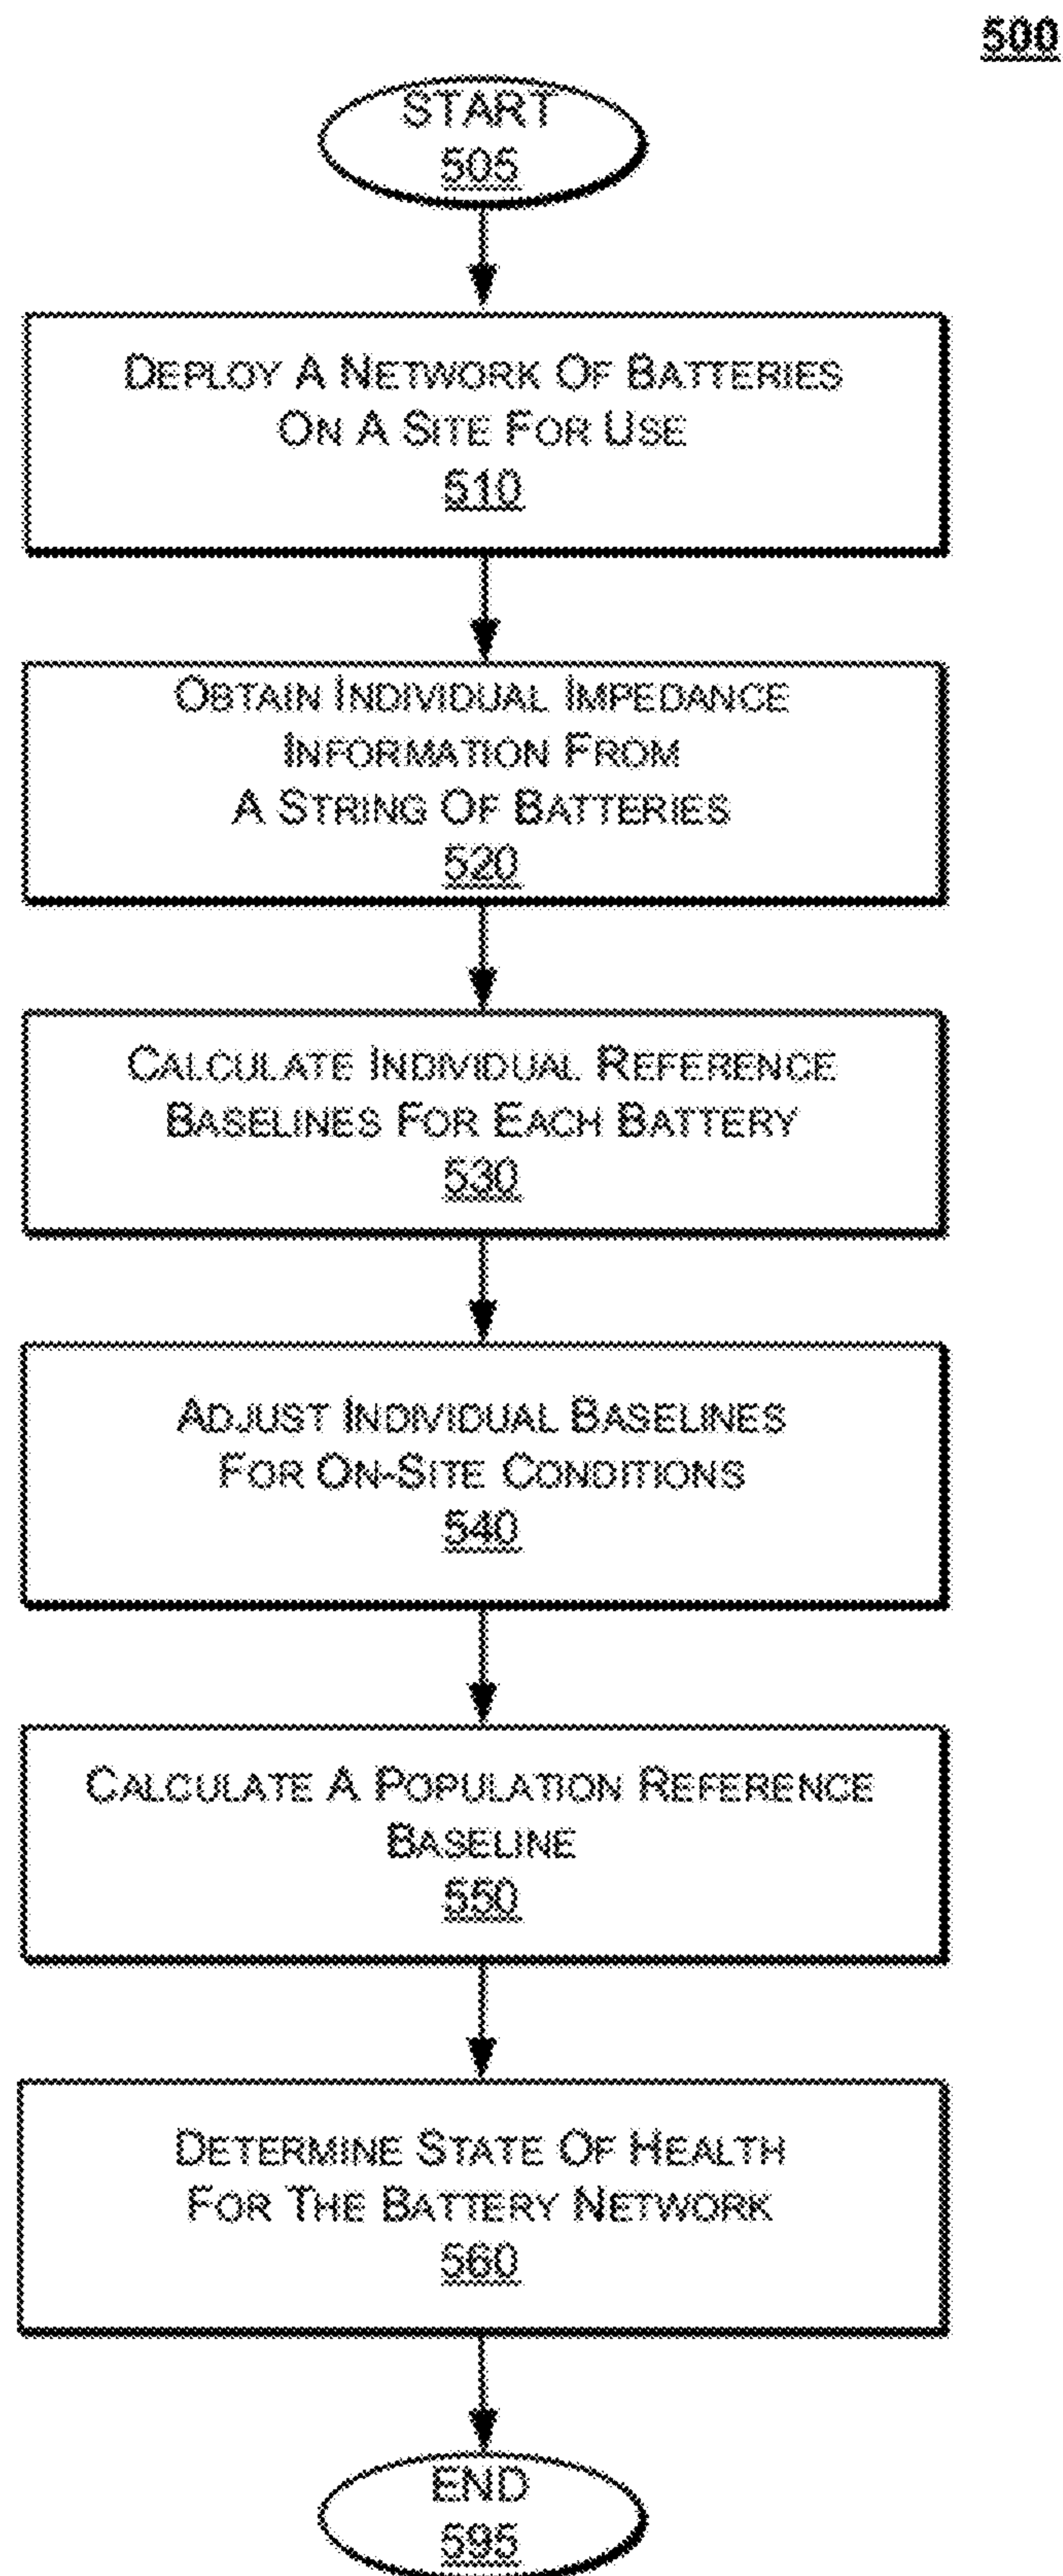 500
START
505
DEPLOY A NETWORK OF BATTERIES
ON A SITE FOR USE
510
OBTAIN INDIVIDUAL IMPEDANCE
INFORMATION FROM
A STRING OF BATTERIES
520
CALCULATE INDIVIDUAL REFERENCE
BASELINES FOR EACH BATTERY
530
ADJUST INDIVIDUAL BASELINES
FOR ON-SITE CONDITIONS
540
CALCULATE A POPULATION REFERENCE
BASELINE
550
DETERMINE STATE OF HEALTH
FOR THE BATTERY NETWORK
560
END
595